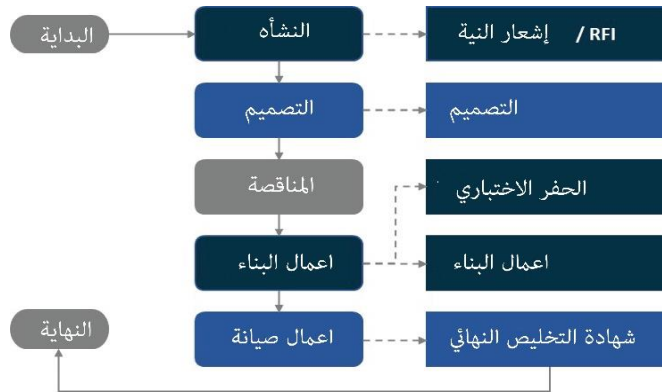 البداية
النشأه
إشعار النية / RFI
التصميم
التصميم
المناقصة
الحفر الاختباري
اعمال البناء
اعمال البناء
النهاية
اعمال صيانة
شهادة التخليص النهائي